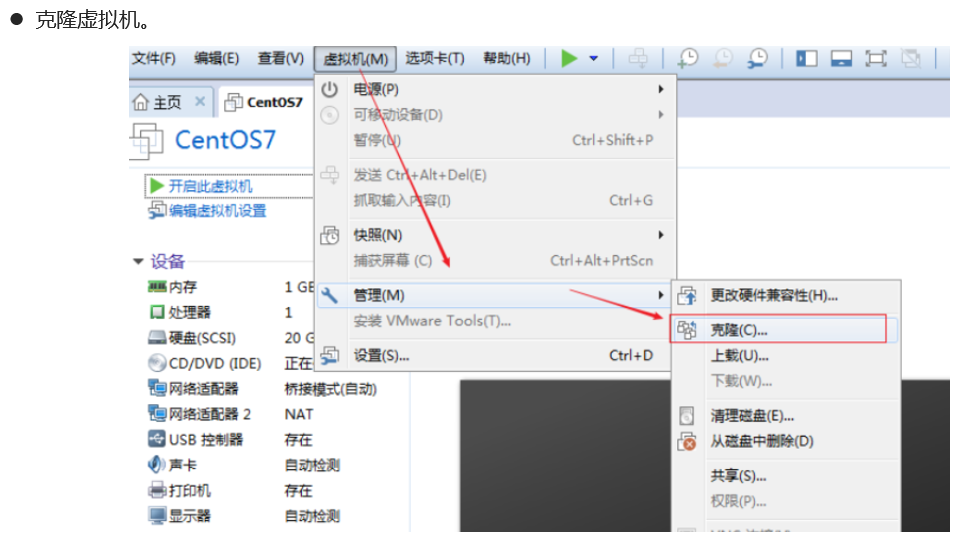 ● 克隆虚拟机。
文件(F) 编辑(E) 查看(V) 虚拟机(M) 选项卡(T) 帮助(H)
主页 × CentOS7
CentOS7
开启此虚拟机
编辑虚拟机设置
设备
内存 1 GB
处理器 1
硬盘(SCSI) 20 G
CD/DVD (IDE) 正在
网络适配器 桥接模式(自动)
网络适配器 2 NAT
USB 控制器 存在
声卡 自动检测
打印机 存在
显示器 自动检测
电源(P)
可移动设备(D)
暂停(U) Ctrl+Shift+P
发送 Ctrl+Alt+Del(E)
抓取输入内容(I) Ctrl+G
快照(N)
捕获屏幕 (C) Ctrl+Alt+PrtScn
管理(M)
安装 VMware Tools(T)...
设置(S)... Ctrl+D
更改硬件兼容性(H)...
克隆(C)...
上载(U)...
下载(W)...
清理磁盘(E)...
从磁盘中删除(D)
共享(S)...
权限(P)...